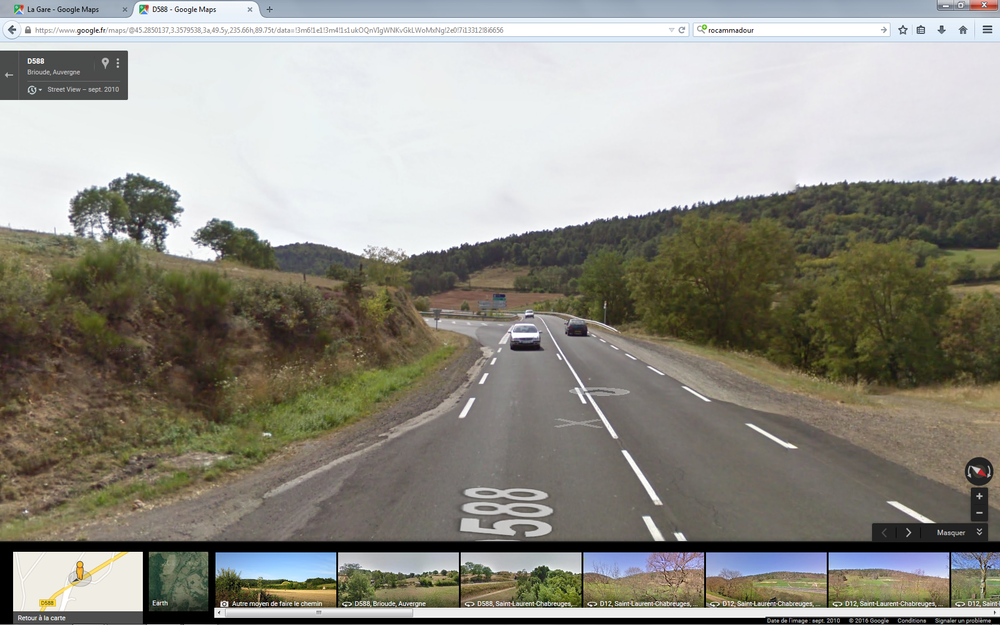 La Gare - Google Maps
D588 - Google Maps
https://www.google.fr/maps/@45.2850137,3.3579538,3a,49.5y,235.66h,89.75t/data=!3m6!1e1!3m4!1s1ukOQnVIgWNKvGkLWoMxNg!2e0!7i13312!8i6656
rocammadour
D588
Brioude, Auvergne
Street View – sept. 2010
588
Masquer
D588
Retour à la carte
Earth
Autre moyen de faire le chemin
D588, Brioude, Auvergne
D588, Saint-Laurent-Chabreuges,...
D12, Saint-Laurent-Chabreuges, ...
D12, Saint-Laurent-Chabreuges, ...
D12, Saint-Laurent-Chabreuges, ...
D12, Saint-L
Date de l'image : sept. 2010 © 2016 Google Conditions Signaler un problème